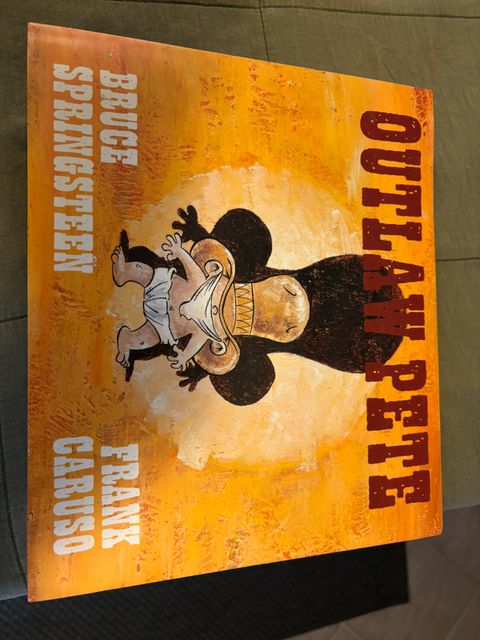 OUTLAW PETE
BRUCE
SPRINGSTEEN
FRANK
CARUSO